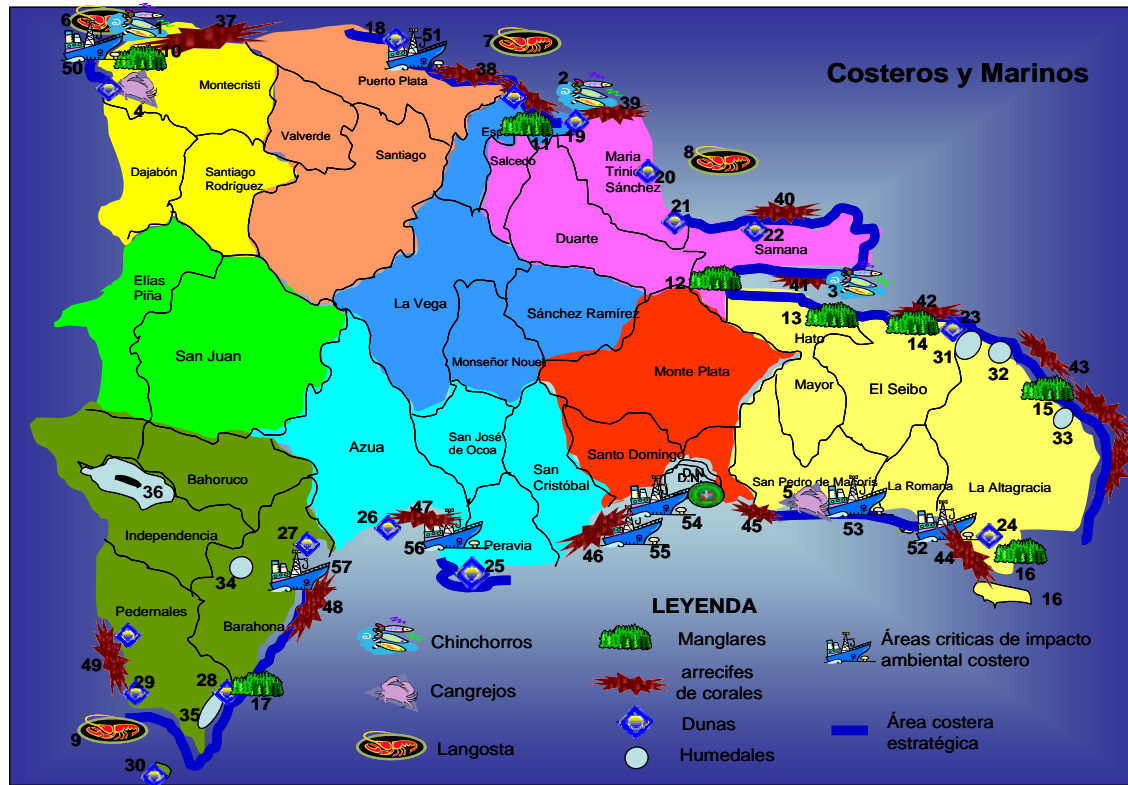 Costeros y Marinos
6
1
37
10
50
4
Montecristi
18
51
Puerto Plata
38
7
2
39
Espa
11
19
Valverde
Santiago
Salcedo
Maria
Trini
Sánchez
20
8
Dajabón
Santiago
Rodríguez
21
40
22
Samana
Duarte
12
41
3
Elías
Piña
La Vega
Sánchez Ramírez
13
Hato
42
14
23
31
32
43
San Juan
Monseñor Nouel
Monte Plata
Mayor
El Seibo
15
33
Azua
San José
de Ocoa
San
Cristóbal
Santo Domingo
D.N.
D.N.
San Pedro de Macorís
La Romana
La Altagracia
36
Bahoruco
Independencia
5
54
45
53
52
24
26
47
56
Peravia
46
55
44
16
27
34
57
25
16
Pedernales
Barahona
48
49
29
28
35
17
9
30
LEYENDA
Chinchorros
Cangrejos
Langosta
Manglares
arrecifes
de corales
Dunas
Humedales
Áreas criticas de impacto
ambiental costero
Área costera
estratégica